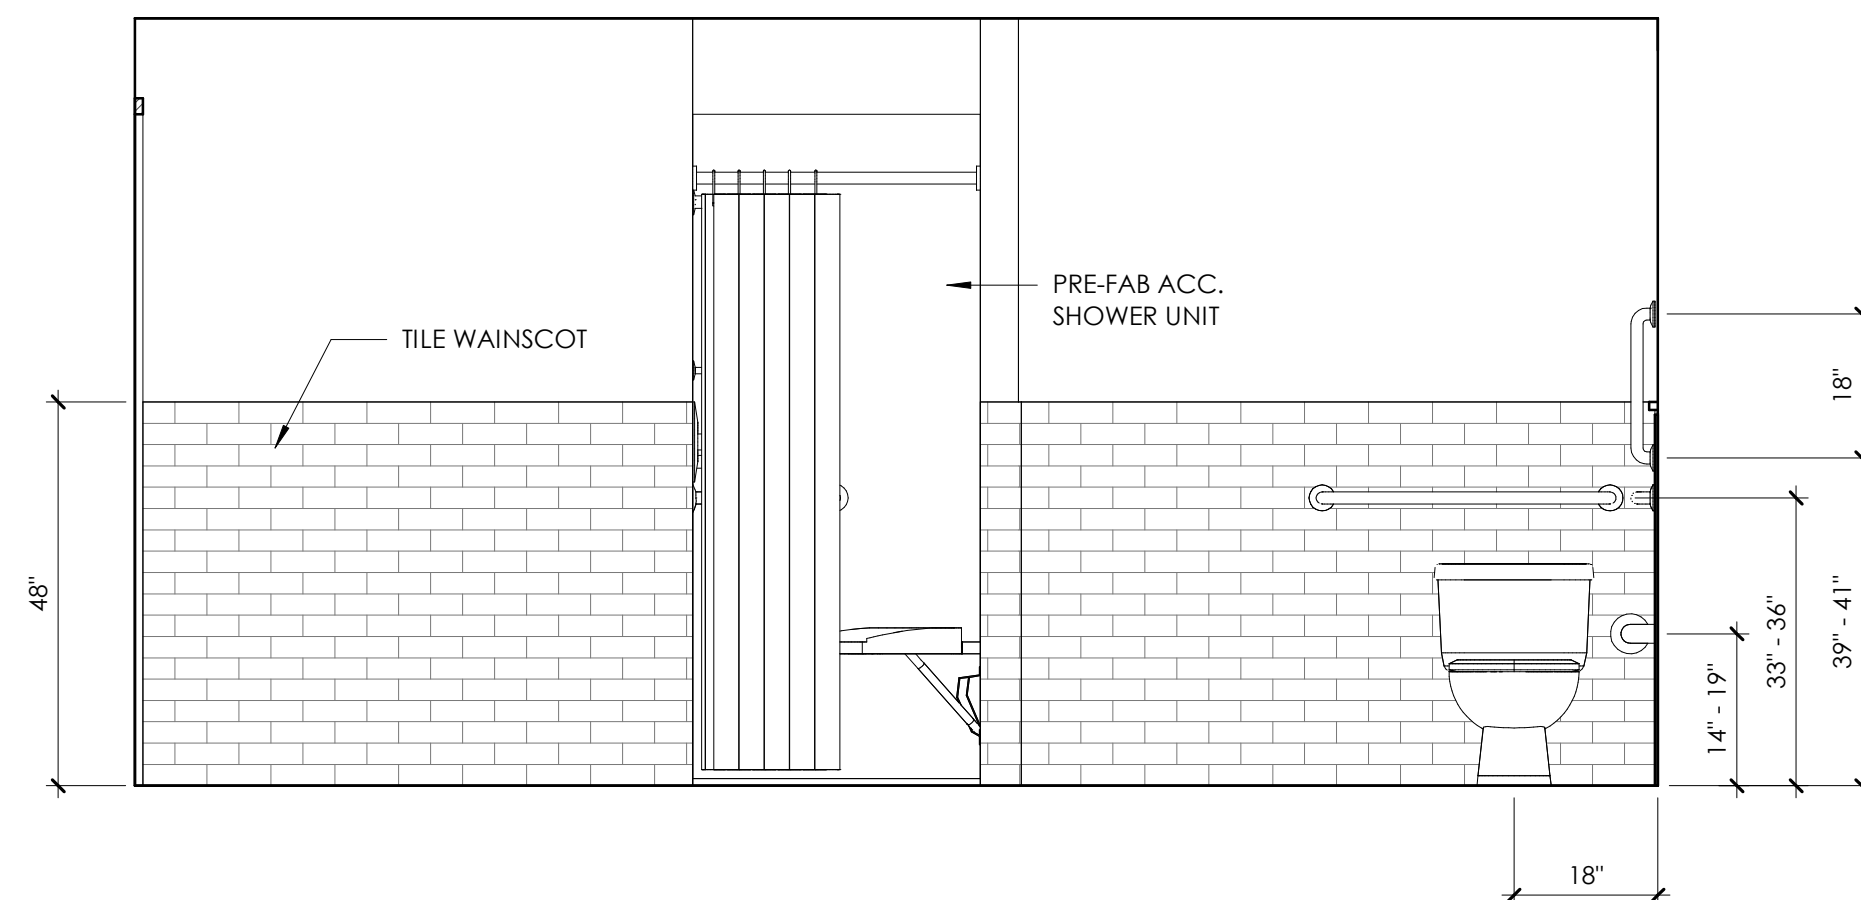 PRE-FAB ACC.
SHOWER UNIT
TILE WAINSCOT
18"
48"
14" - 19"
33" - 36"
39" - 41"
18"